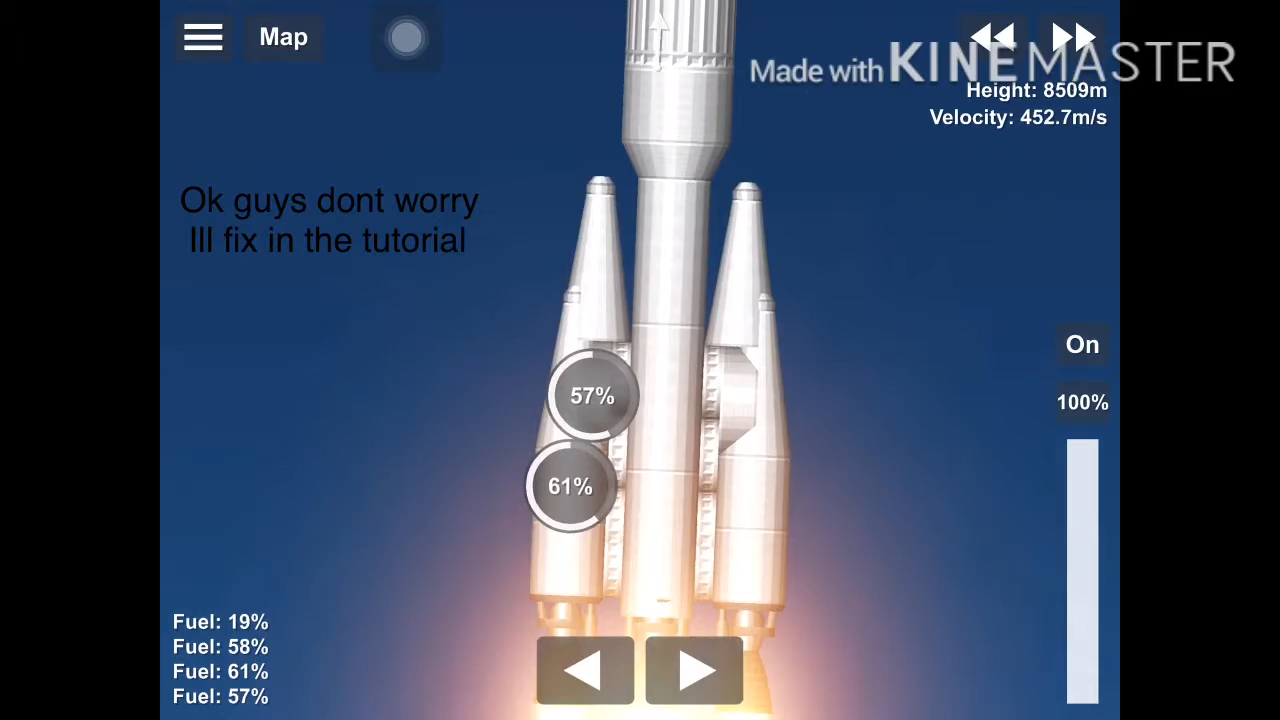 Map
Made with KINEMASTER
Height: 8509m
Velocity: 452.7m/s
Ok guys dont worry
Ill fix in the tutorial
On
100%
57%
61%
Fuel: 19%
Fuel: 58%
Fuel: 61%
Fuel: 57%